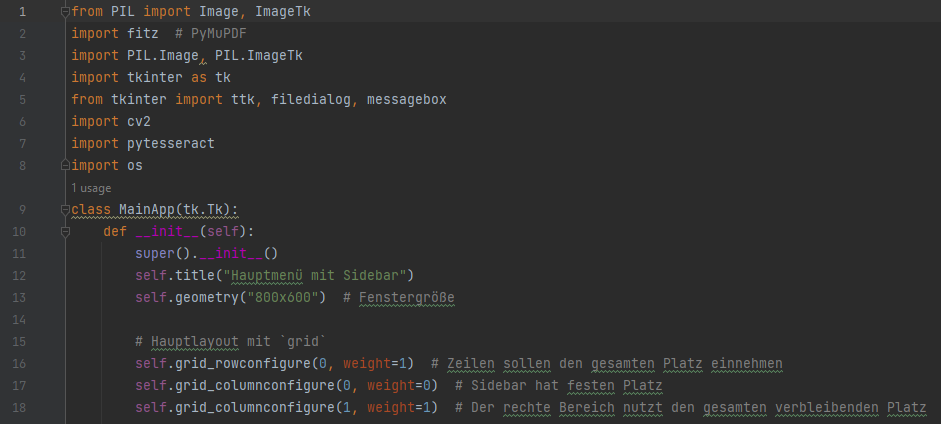 1 from PIL import Image, ImageTk
2 import fitz  # PyMuPDF
3 import PIL.Image, PIL.ImageTk
4 import tkinter as tk
5 from tkinter import ttk, filedialog, messagebox
6 import cv2
7 import pytesseract
8 import os
1 usage
9 class MainApp(tk.Tk):
10     def __init__(self):
11         super().__init__()
12         self.title("Hauptmenü mit Sidebar")
13         self.geometry("800x600")  # Fenstergröße
14
15         # Hauptlayout mit `grid`
16         self.grid_rowconfigure(0, weight=1)  # Zeilen sollen den gesamten Platz einnehmen
17         self.grid_columnconfigure(0, weight=0)  # Sidebar hat festen Platz
18         self.grid_columnconfigure(1, weight=1)  # Der rechte Bereich nutzt den gesamten verbleibenden Platz